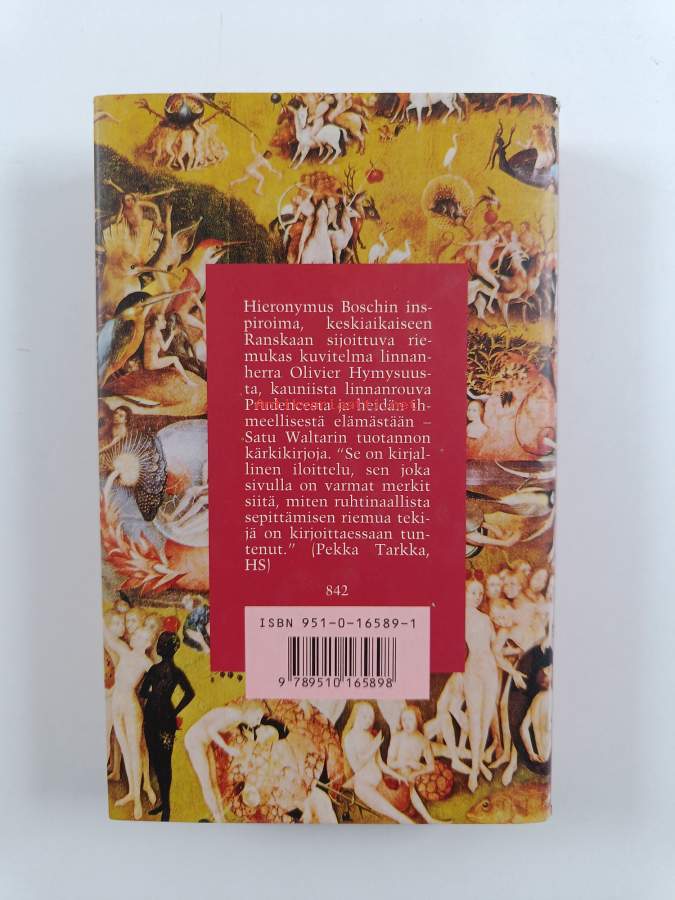 Hieronymus Boschin ins-
piroima, keskiaikaiseen
Ranskaan sijoittuva rie-
mukas kuvitelma linnan-
herra Olivier Hymysuus-
ta, kauniista linnanrouva
Prudencesta ja heidän ih-
meellisestä elämästään –
Satu Waltarin tuotannon
kärkikirjoja. “Se on kirjal-
linen iloittelu, sen joka
sivulla on varmat merkit
siitä, miten ruhtinaallista
sepittämisen riemua teki-
jä on kirjoittaessaan tun-
tenut.” (Pekka Tarkka,
HS)
842
ISBN 951-0-16589-1
9 789510 165898